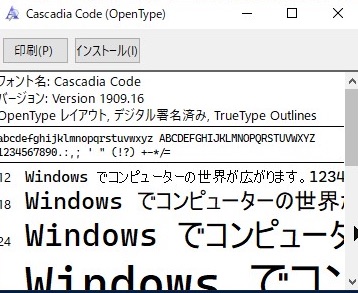 Cascadia Code (OpenType)
印刷(P) インストール(I)
フォント名: Cascadia Code
バージョン: Version 1909.16
OpenType レイアウト, デジタル署名済み, TrueType Outlines
abcdefghijklmnopqrstuvwxyz ABCDEFGHIJKLMNOPQRSTUVWXYZ
1234567890.:,; ' " (!?) +-*/=
12 Windows でコンピューターの世界が広がります。1234
18 Windows でコンピューターの世界が
24 Windows でコンピュータ
Windows でコン